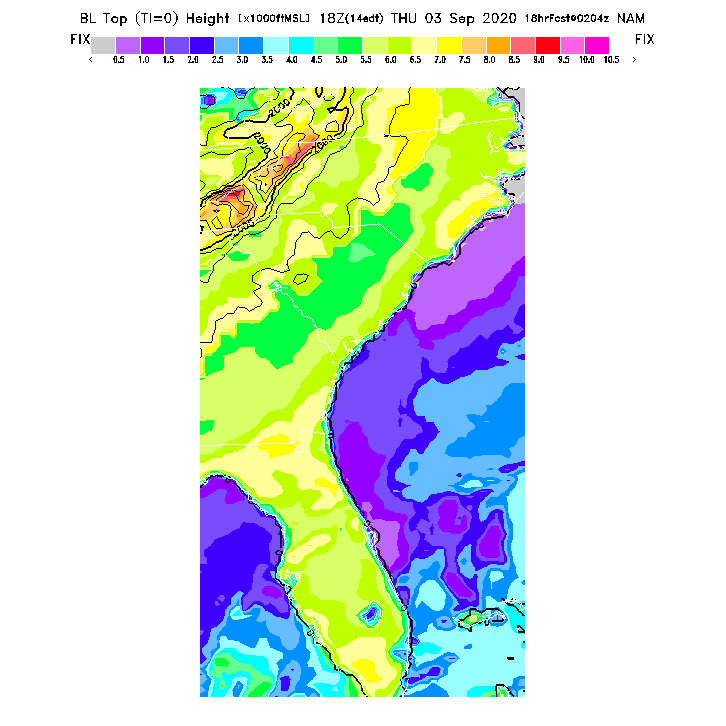 BL Top (TI=0) Height [x1000ftMSL] 18Z(14edt) THU 03 Sep 2020 18hrFcst@0204z NAM
FIX FIX
< 0.5 1.0 1.5 2.0 2.5 3.0 3.5 4.0 4.5 5.0 5.5 6.0 6.5 7.0 7.5 8.0 8.5 9.0 9.5 10.0 10.5 >
2000
2000
2000